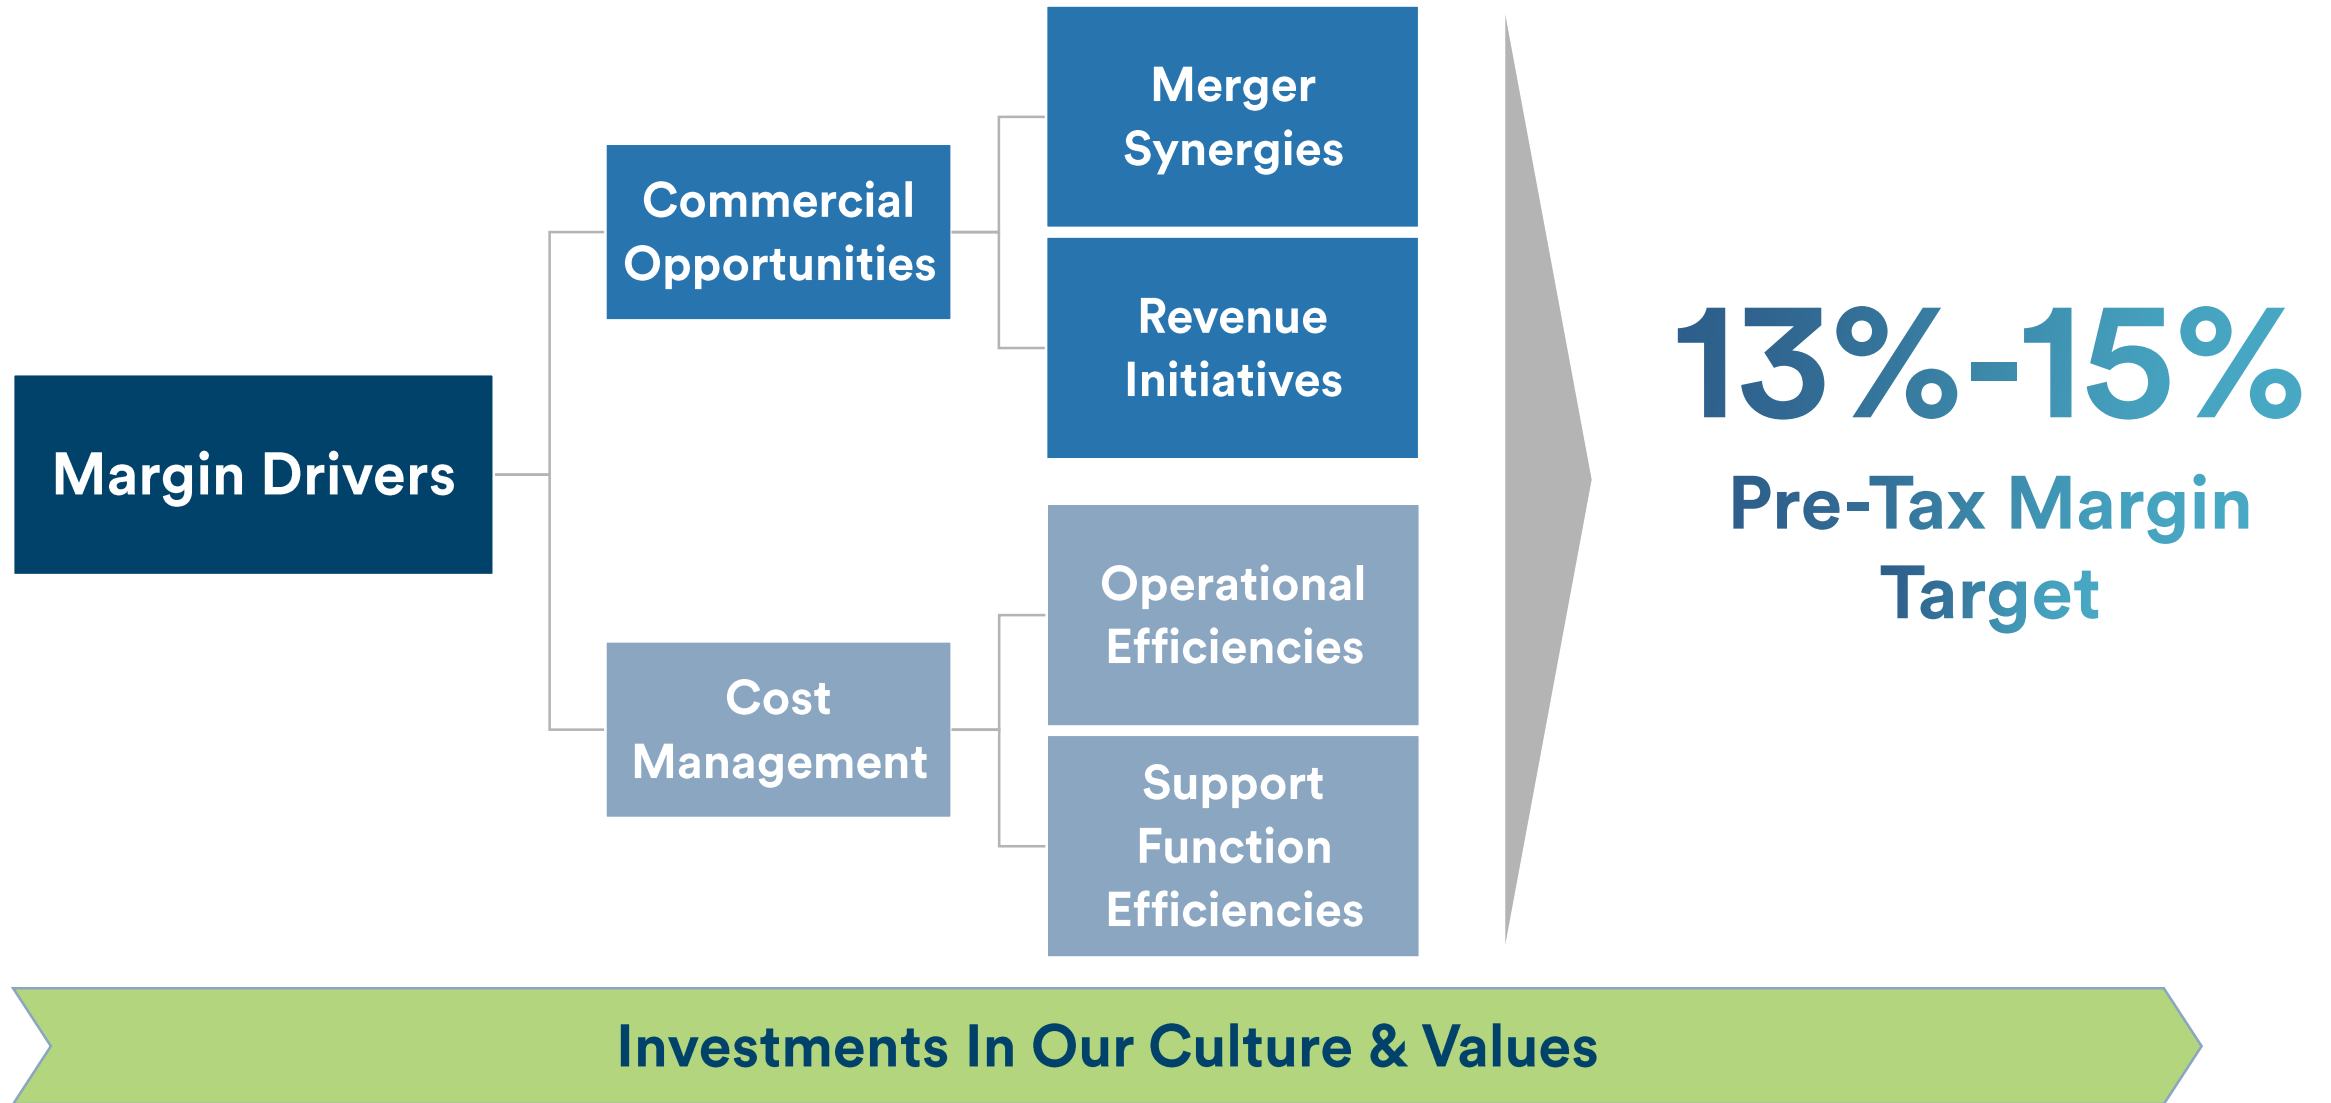 Margin Drivers
Commercial
Opportunities
Merger
Synergies
Revenue
Initiatives
Cost
Management
Operational
Efficiencies
Support
Function
Efficiencies
13%-15%
Pre-Tax Margin
Target
Investments In Our Culture & Values